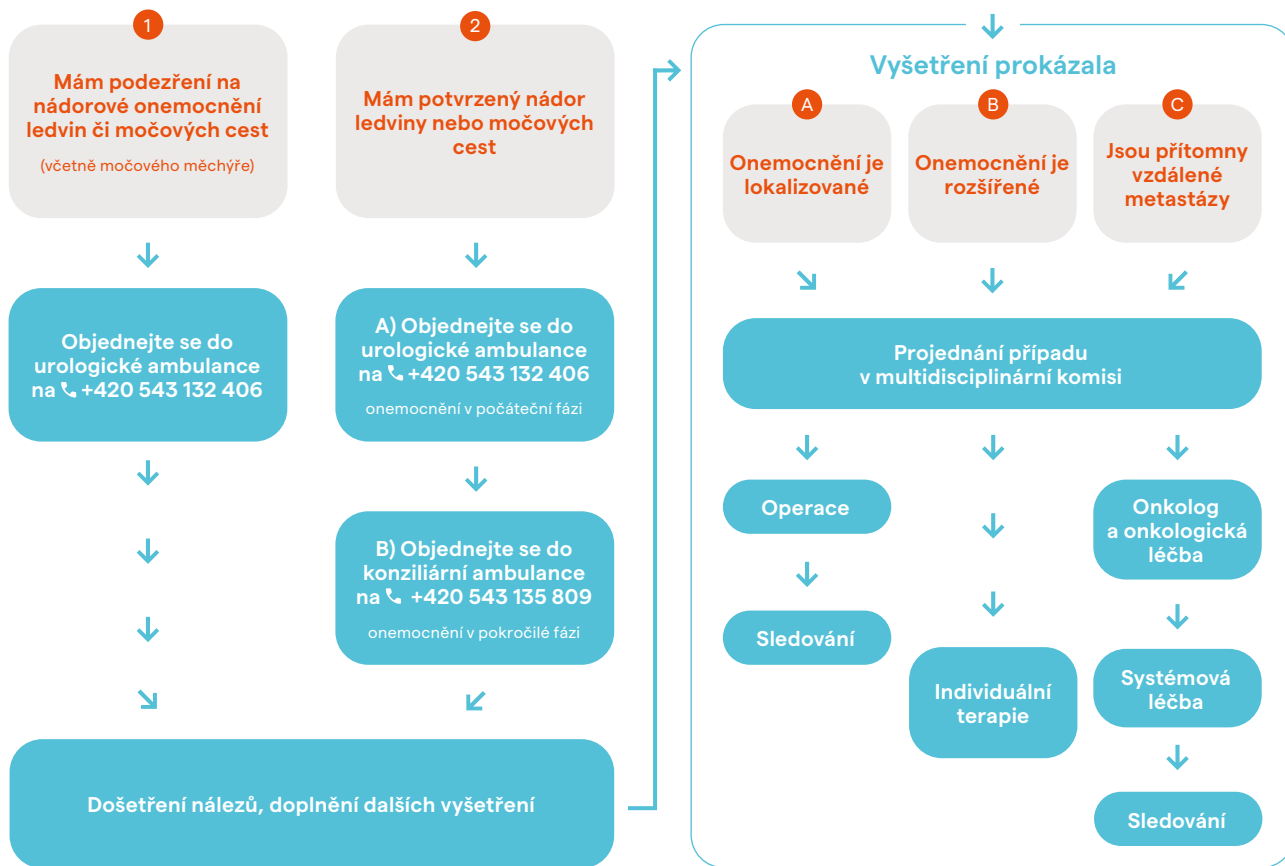 1
Mám podezření na
nádorové onemocnění
ledvin či močových cest
(včetně močového měchýře)
Objednejte se do
urologické ambulance
na +420 543 132 406
2
Mám potvrzený nádor
ledviny nebo močových
cest
A) Objednejte se do
urologické ambulance
na +420 543 132 406
onemocnění v počáteční fázi
B) Objednejte se do
konziliární ambulance
na +420 543 135 809
onemocnění v pokročilé fázi
Došetření nálezů, doplnění dalších vyšetření
Vyšetření prokázala
A
Onemocnění je
lokalizované
B
Onemocnění je
rozšířené
C
Jsou přítomny
vzdálené
metastázy
Projednání případu
v multidisciplinární komisi
Operace
Sledování
Individuální
terapie
Onkolog
a onkologická
léčba
Systémová
léčba
Sledování